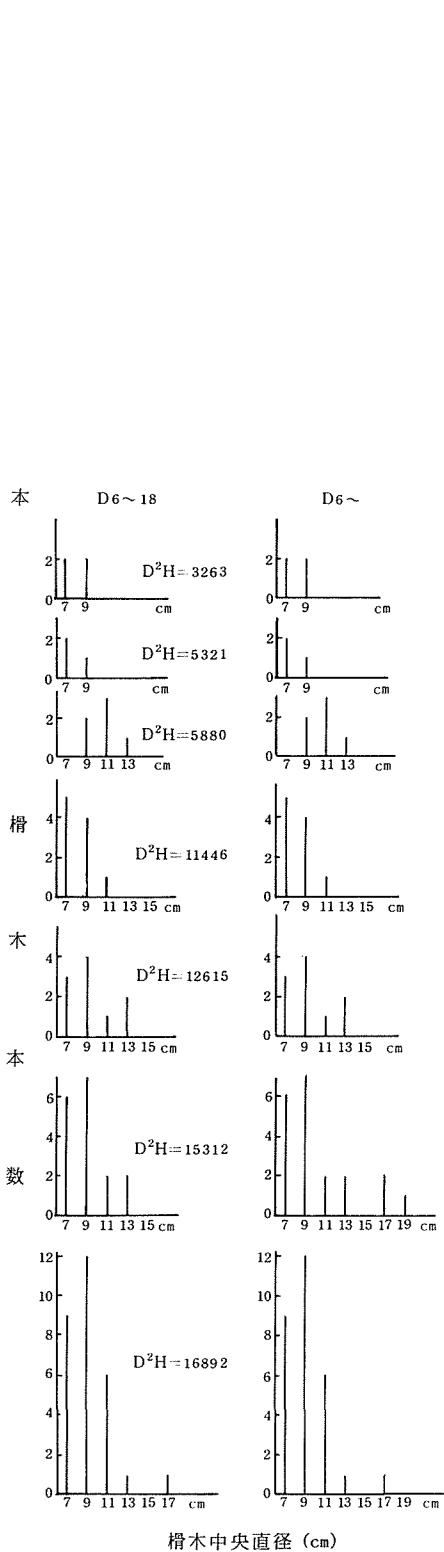 本 D6～18 D6～
2 D²H=3263 2
0 0
7 9 cm 7 9 cm
2 D²H=5321 2
0 0
7 9 cm 7 9 cm
2 D²H=5880 2
0 0
7 9 11 13 cm 7 9 11 13 cm
榾
4 4
2 D²H=11446 2
0 0
7 9 11 13 15 cm 7 9 11 13 15 cm
木
4 4
2 D²H=12615 2
0 0
7 9 11 13 15 cm 7 9 11 13 15 cm
本
6 6
4 D²H=15312 4
数
2 2
0 0
7 9 11 13 15 cm 7 9 11 13 15 17 19 cm
12 12
10 10
8 8
6 D²H=16892 6
4 4
2 2
0 0
7 9 11 13 15 17 cm 7 9 11 13 15 17 19 cm
榾木中央直径 (cm)